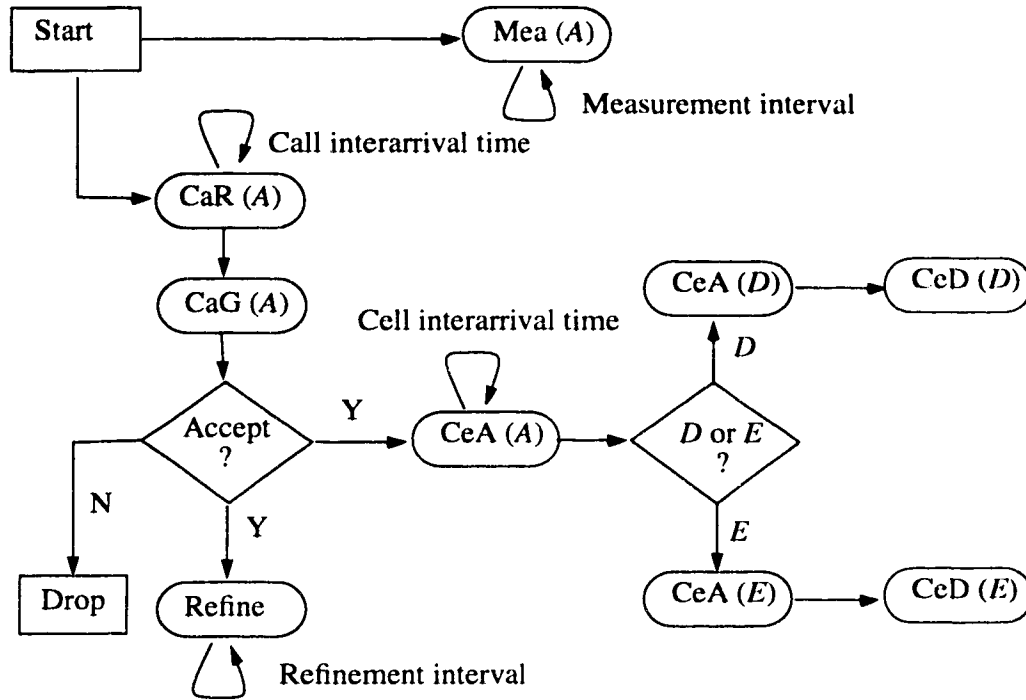 Start
Mea (A)
Measurement interval
Call interarrival time
CaR (A)
CaG (A)
Cell interarrival time
CeA (D)
CeD (D)
D
Accept
?
Y
CeA (A)
D or E
?
N
Y
E
Drop
Refine
CeA (E)
CeD (E)
Refinement interval